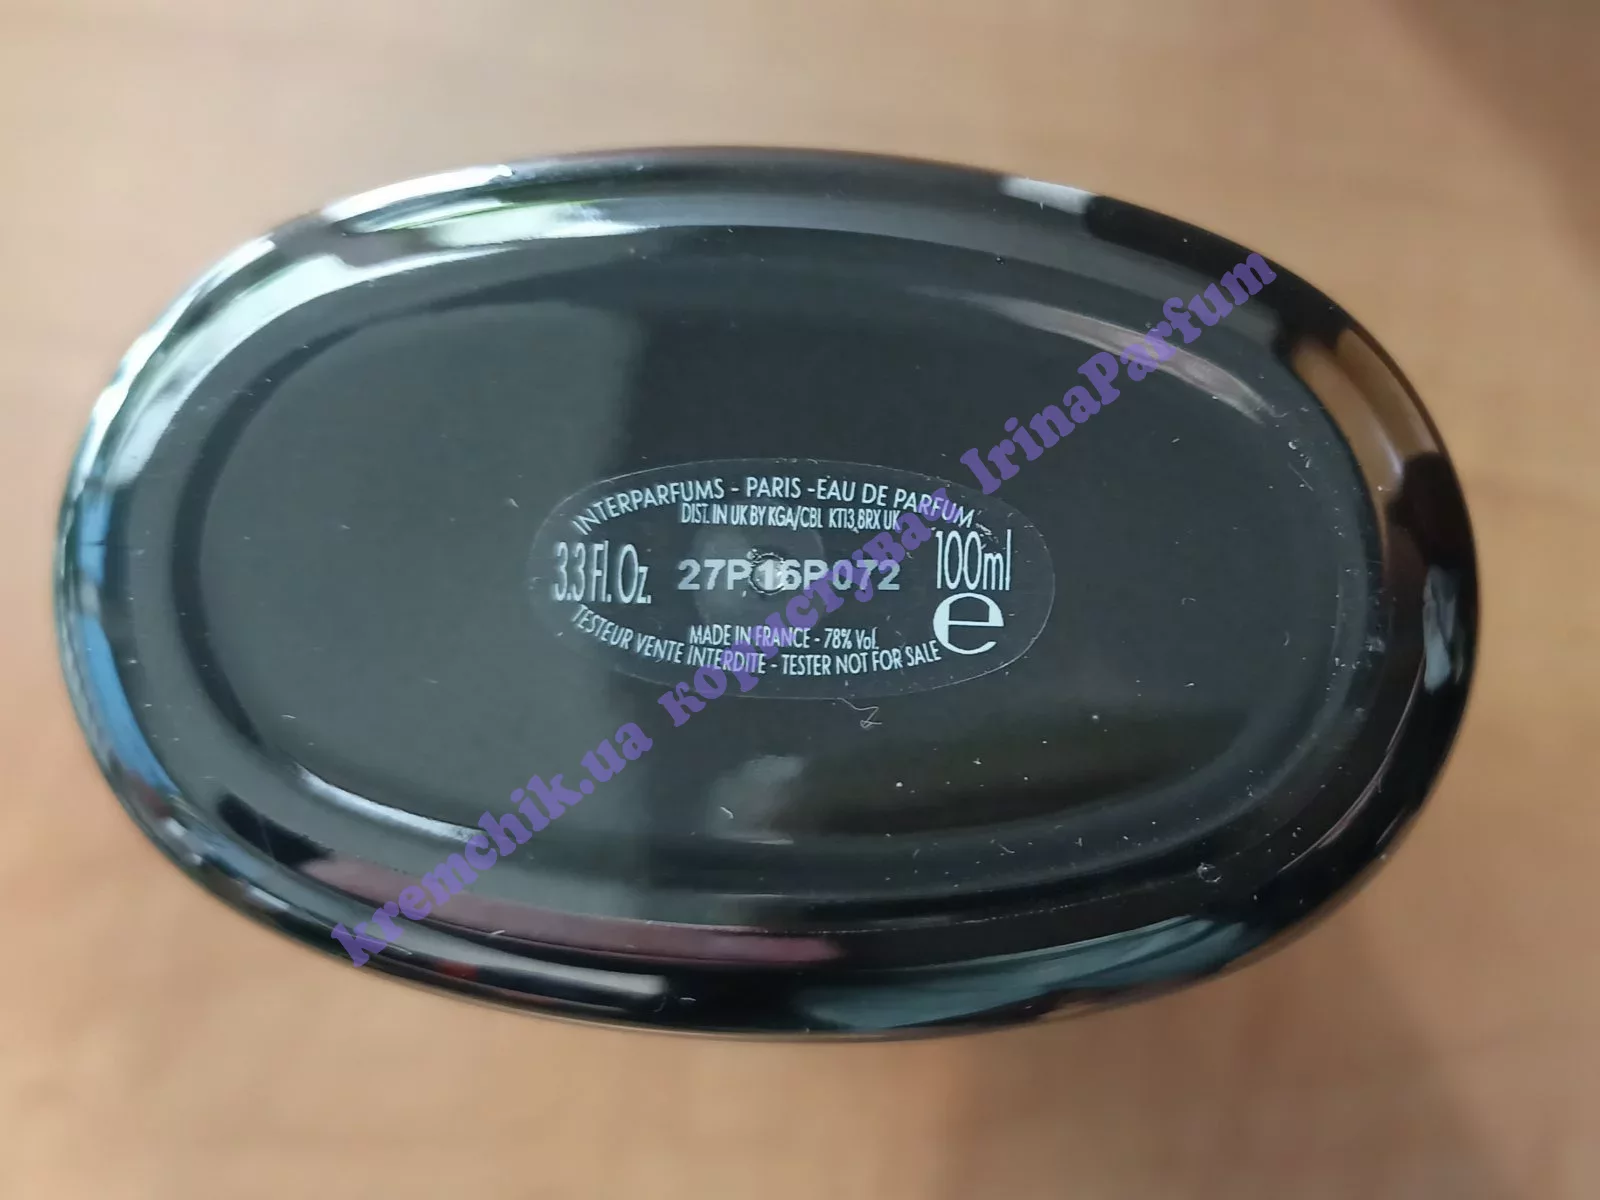 INTERPARFUMS - PARIS -EAU DE PARFUM
DIST. IN UK BY KGA/CBL KT13 8RX UK
3.3 Fl. Oz. 27P16P072 100ml
e
MADE IN FRANCE - 78% Vol.
TESTEUR VENTE INTERDITE - TESTER NOT FOR SALE
kremchik.ua користувач IrinaParfum